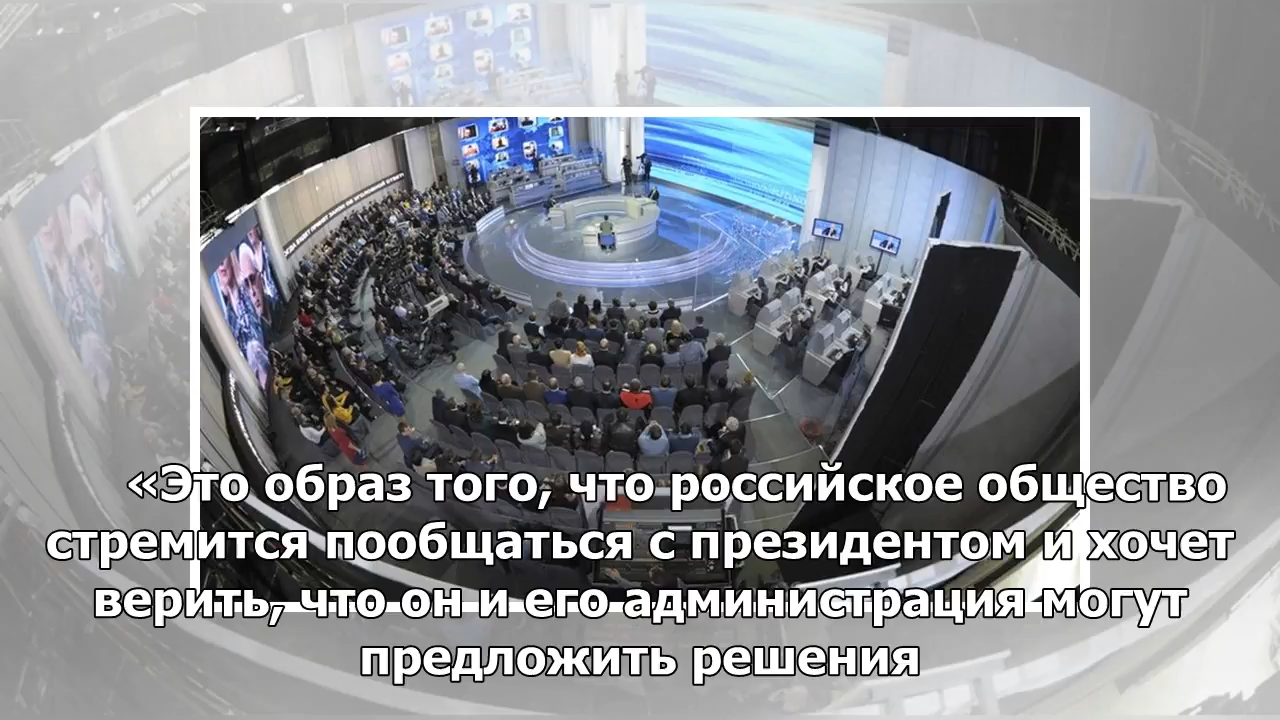 «Это образ того, что российское общество
стремится пообщаться с президентом и хочет
верить, что он и его администрация могут
предложить решения